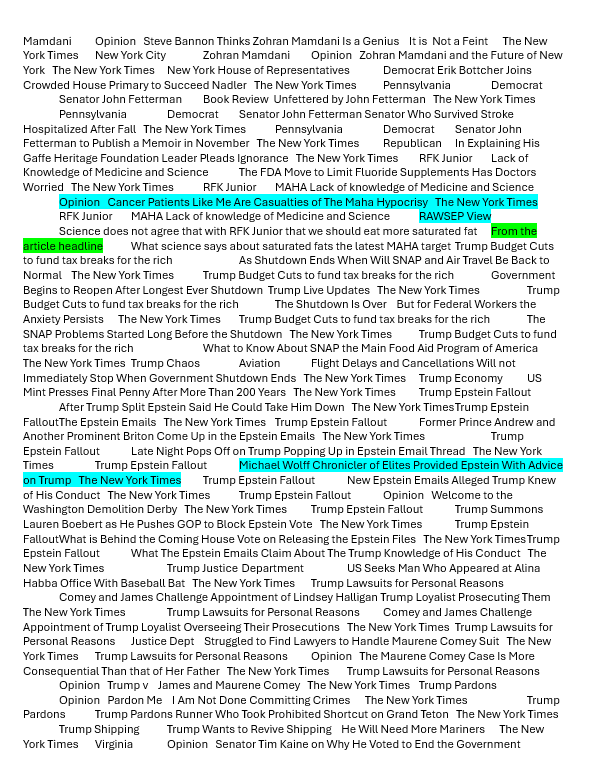 Mamdani Opinion Steve Bannon Thinks Zohran Mamdani Is a Genius It is Not a Feint The New
York Times New York City Zohran Mamdani Opinion Zohran Mamdani and the Future of New
York The New York Times New York House of Representatives Democrat Erik Bottcher Joins
Crowded House Primary to Succeed Nadler The New York Times Pennsylvania Democrat
Senator John Fetterman Book Review Unfettered by John Fetterman The New York Times
Pennsylvania Democrat Senator John Fetterman Senator Who Survived Stroke
Hospitalized After Fall The New York Times Pennsylvania Democrat Senator John
Fetterman to Publish a Memoir in November The New York Times Republican In Explaining His
Gaffe Heritage Foundation Leader Pleads Ignorance The New York Times RFK Junior Lack of
Knowledge of Medicine and Science The FDA Move to Limit Fluoride Supplements Has Doctors
Worried The New York Times RFK Junior MAHA Lack of knowledge of Medicine and Science
Opinion Cancer Patients Like Me Are Casualties of The Maha Hypocrisy The New York Times
RFK Junior MAHA Lack of knowledge of Medicine and Science RAWSEP View
Science does not agree that with RFK Junior that we should eat more saturated fat From the
article headline What science says about saturated fats the latest MAHA target Trump Budget Cuts
to fund tax breaks for the rich As Shutdown Ends When Will SNAP and Air Travel Be Back to
Normal The New York Times Trump Budget Cuts to fund tax breaks for the rich Government
Begins to Reopen After Longest Ever Shutdown Trump Live Updates The New York Times Trump
Budget Cuts to fund tax breaks for the rich The Shutdown Is Over But for Federal Workers the
Anxiety Persists The New York Times Trump Budget Cuts to fund tax breaks for the rich The
SNAP Problems Started Long Before the Shutdown The New York Times Trump Budget Cuts to fund
tax breaks for the rich What to Know About SNAP the Main Food Aid Program of America
The New York Times Trump Chaos Aviation Flight Delays and Cancellations Will not
Immediately Stop When Government Shutdown Ends The New York Times Trump Economy US
Mint Presses Final Penny After More Than 200 Years The New York Times Trump Epstein Fallout
After Trump Split Epstein Said He Could Take Him Down The New York TimesTrump Epstein
FalloutThe Epstein Emails The New York Times Trump Epstein Fallout Former Prince Andrew and
Another Prominent Briton Come Up in the Epstein Emails The New York Times Trump
Epstein Fallout Late Night Pops Off on Trump Popping Up in Epstein Email Thread The New York
Times Trump Epstein Fallout Michael Wolff Chronicler of Elites Provided Epstein With Advice
on Trump The New York Times Trump Epstein Fallout New Epstein Emails Alleged Trump Knew
of His Conduct The New York Times Trump Epstein Fallout Opinion Welcome to the
Washington Demolition Derby The New York Times Trump Epstein Fallout Trump Summons
Lauren Boebert as He Pushes GOP to Block Epstein Vote The New York Times Trump Epstein
FalloutWhat is Behind the Coming House Vote on Releasing the Epstein Files The New York TimesTrump
Epstein Fallout What The Epstein Emails Claim About The Trump Knowledge of His Conduct The
New York Times Trump Justice Department US Seeks Man Who Appeared at Alina
Habba Office With Baseball Bat The New York Times Trump Lawsuits for Personal Reasons
Comey and James Challenge Appointment of Lindsey Halligan Trump Loyalist Prosecuting Them
The New York Times Trump Lawsuits for Personal Reasons Comey and James Challenge
Appointment of Trump Loyalist Overseeing Their Prosecutions The New York Times Trump Lawsuits for
Personal Reasons Justice Dept Struggled to Find Lawyers to Handle Maurene Comey Suit The New
York Times Trump Lawsuits for Personal Reasons Opinion The Maurene Comey Case Is More
Consequential Than that of Her Father The New York Times Trump Lawsuits for Personal Reasons
Opinion Trump v James and Maurene Comey The New York Times Trump Pardons
Opinion Pardon Me I Am Not Done Committing Crimes The New York Times Trump
Pardons Trump Pardons Runner Who Took Prohibited Shortcut on Grand Teton The New York Times
Trump Shipping Trump Wants to Revive Shipping He Will Need More Mariners The New
York Times Virginia Opinion Senator Tim Kaine on Why He Voted to End the Government